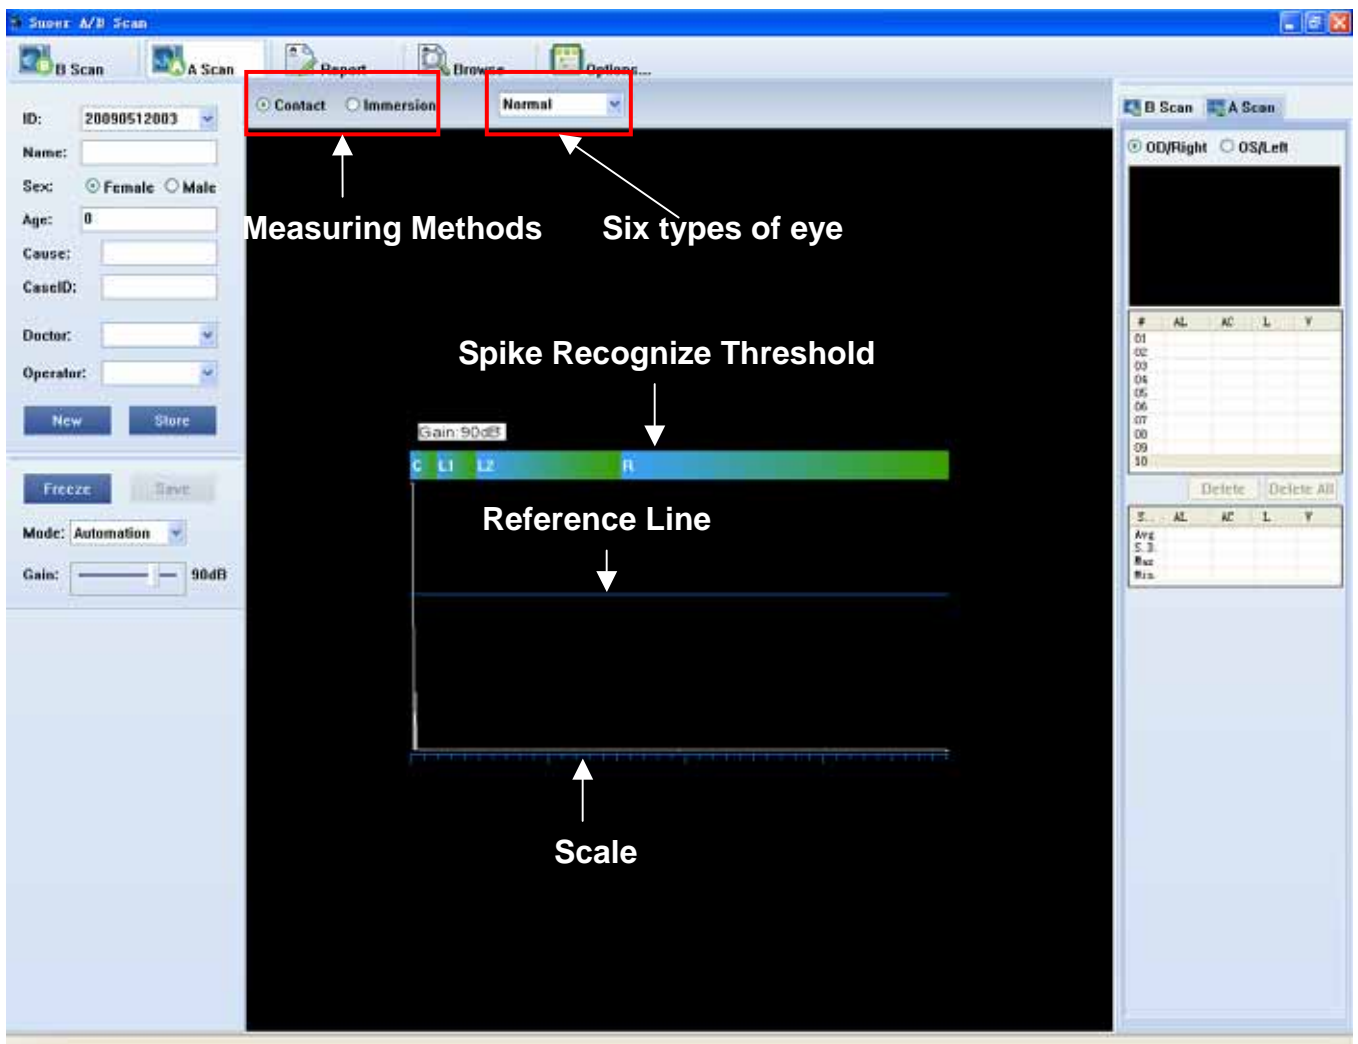 Super A/B Scan
B Scan A Scan Report Browse Options...
Contact Immersion Normal
ID: 20090512003
Name:
Sex: Female Male
Age: 0
Cause:
CaseID:
Doctor:
Operator:
New Store
Freeze Save
Mode: Automation
Gain: 90dB
Measuring Methods Six types of eye
Spike Recognize Threshold
Gain:90dB
C L1 L2 R
Reference Line
Scale
B Scan A Scan
OD/Right OS/Left
# AL AC L V
01
02
03
04
05
06
07
08
09
10
Delete Delete All
S... AL AC L V
Avg
S.D.
Max
Min